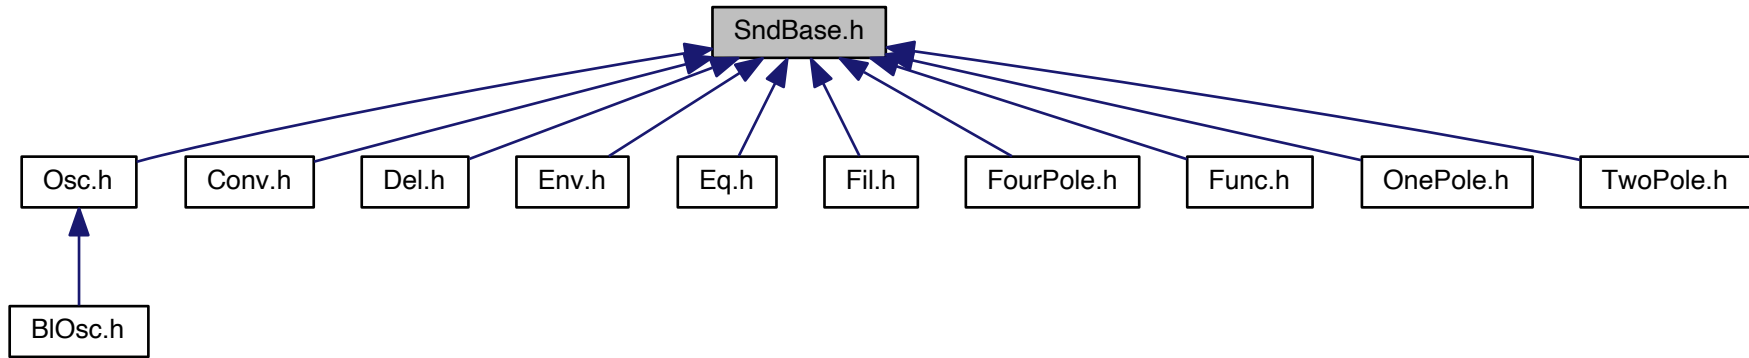 SndBase.h
Osc.h
Conv.h
Del.h
Env.h
Eq.h
Fil.h
FourPole.h
Func.h
OnePole.h
TwoPole.h
BlOsc.h